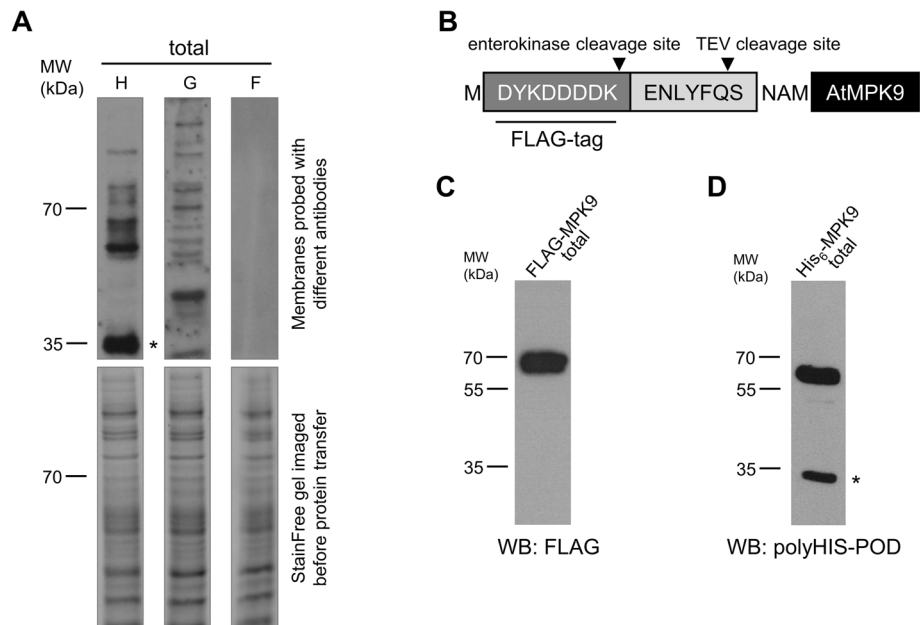 A
total
MW
(kDa)
H
G
F
70
35
*
Membranes probed with
different antibodies
70
StainFree gel imaged
before protein transfer
B
enterokinase cleavage site
TEV cleavage site
M
DYKDDDDK
ENLYFQS
NAM
AtMPK9
FLAG-tag
C
MW
(kDa)
FLAG-MPK9
total
70
55
35
WB: FLAG
D
MW
(kDa)
His6-MPK9
total
70
55
35
*
WB: polyHIS-POD